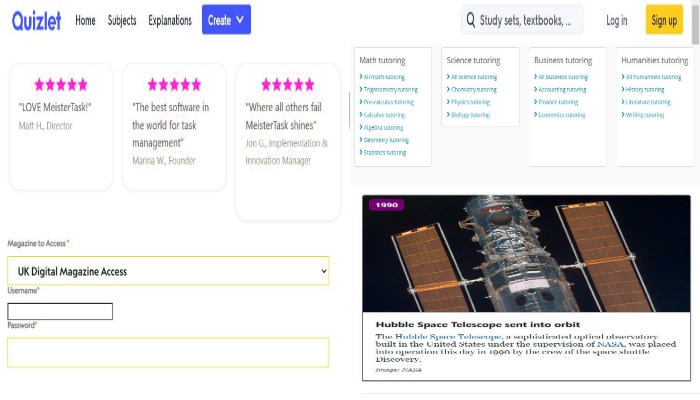 Quizlet Home Subjects Explanations Create Study sets, textbooks, ... Log in Sign up
"LOVE MeisterTask!"
Matt H., Director
"The best software in
the world for task
management"
Marina W., Founder
"Where all others fail
MeisterTask shines"
Jon G., Implementation &
Innovation Manager
Magazine to Access*
UK Digital Magazine Access
Username*
Password*
Math tutoring
All math tutoring
Trigonometry tutoring
Pre-calculus tutoring
Calculus tutoring
Algebra tutoring
Geometry tutoring
Statistics tutoring
Science tutoring
All science tutoring
Chemistry tutoring
Physics tutoring
Biology tutoring
Business tutoring
All business tutoring
Accounting tutoring
Finance tutoring
Economics tutoring
Humanities tutoring
All humanities tutoring
History tutoring
Literature tutoring
Writing tutoring
1990
Hubble Space Telescope sent into orbit
The Hubble Space Telescope, a sophisticated optical observatory
built in the United States under the supervision of NASA, was placed
into operation this day in 1990 by the crew of the space shuttle
Discovery.
Image: NASA